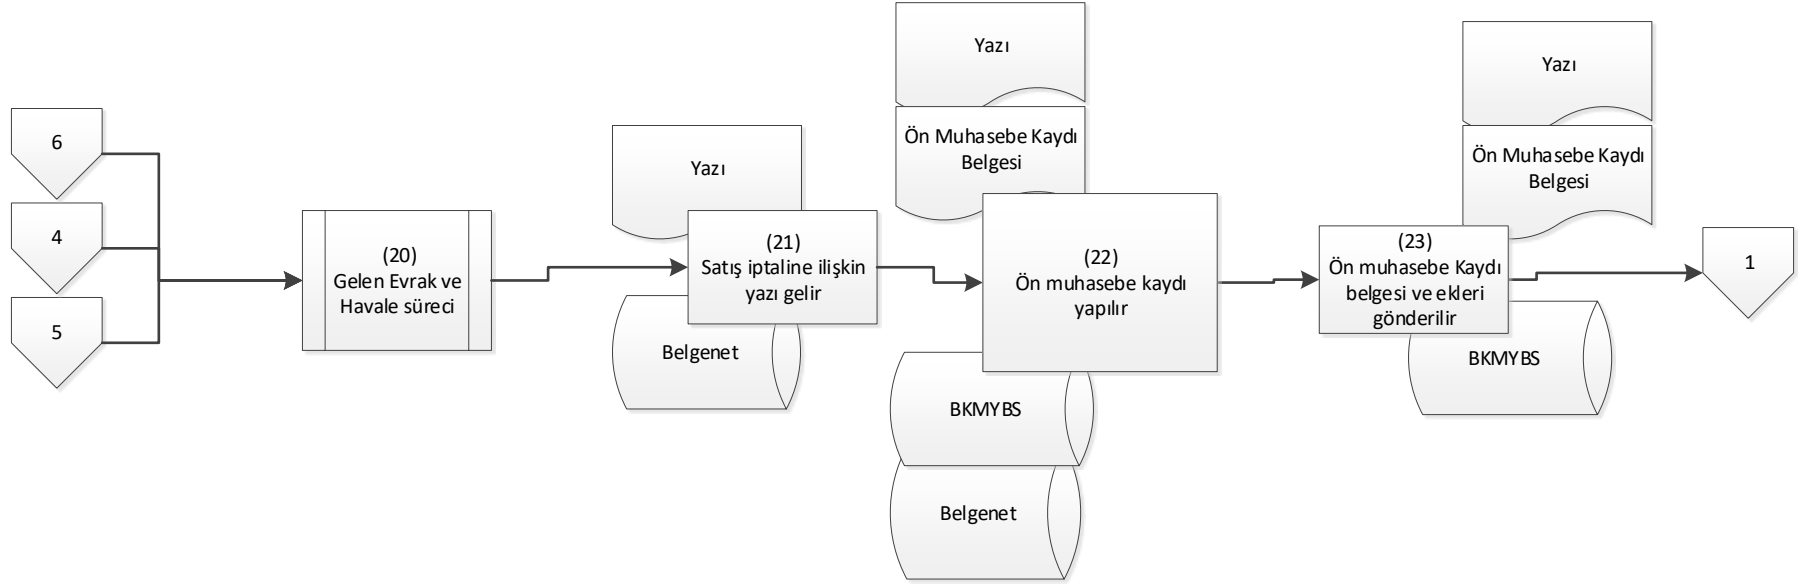 6
4
5
(20)
Gelen Evrak ve
Havale süreci
Yazı
(21)
Satış iptaline ilişkin
yazı gelir
Belgenet
Yazı
Ön Muhasebe Kaydı
Belgesi
(22)
Ön muhasebe kaydı
yapılır
BKMYBS
Belgenet
Yazı
Ön Muhasebe Kaydı
Belgesi
(23)
Ön muhasebe Kaydı
belgesi ve ekleri
gönderilir
BKMYBS
1